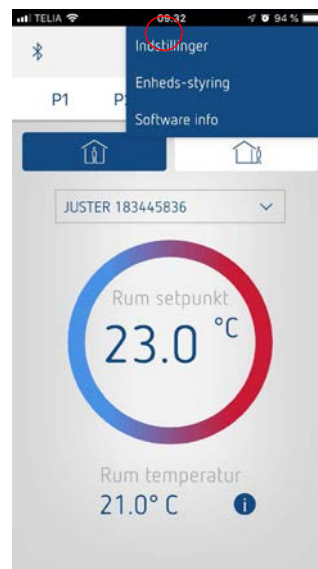 TELIA 09.32 94 %
Indstillinger
Enheds-styring
P1 P
Software info
JUSTER 183445836
Rum setpunkt
23.0 °C
Rum temperatur
21.0° C i